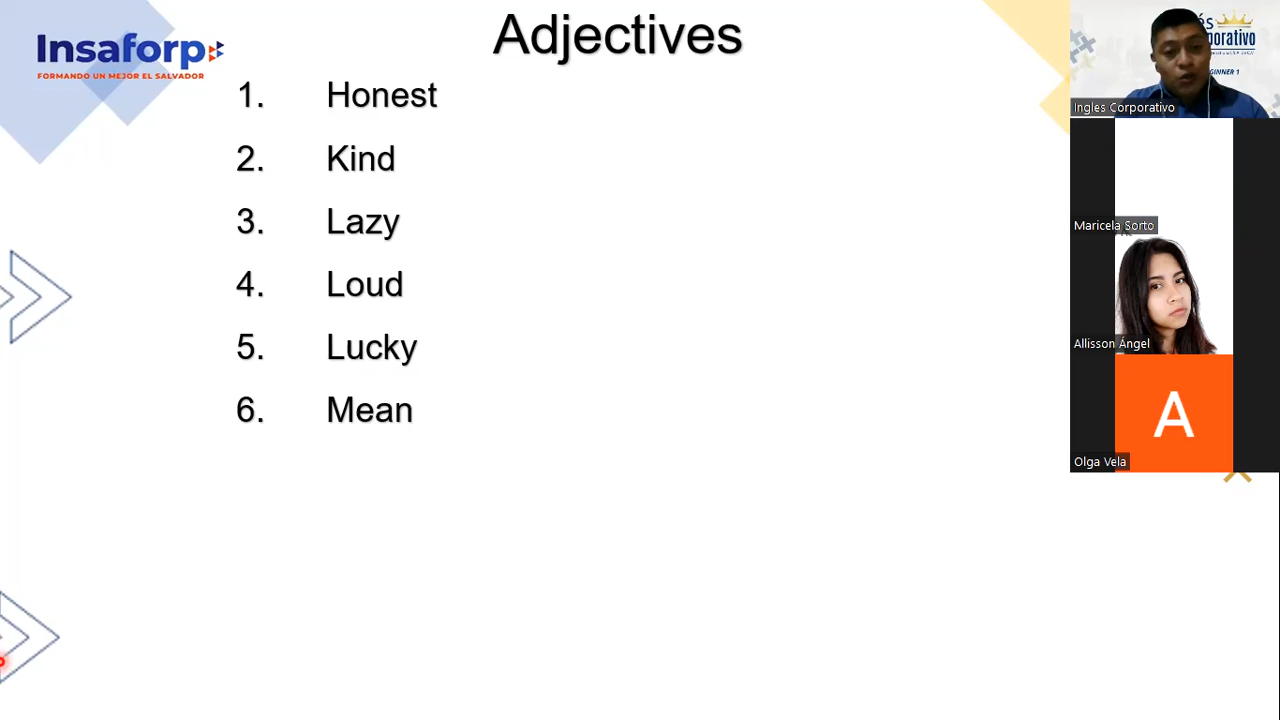 Insaforp
FORMANDO UN MEJOR EL SALVADOR
Adjectives
1. Honest
2. Kind
3. Lazy
4. Loud
5. Lucky
6. Mean
Ingles Corporativo
Maricela Sorto
Allisson Ángel
A
Olga Vela